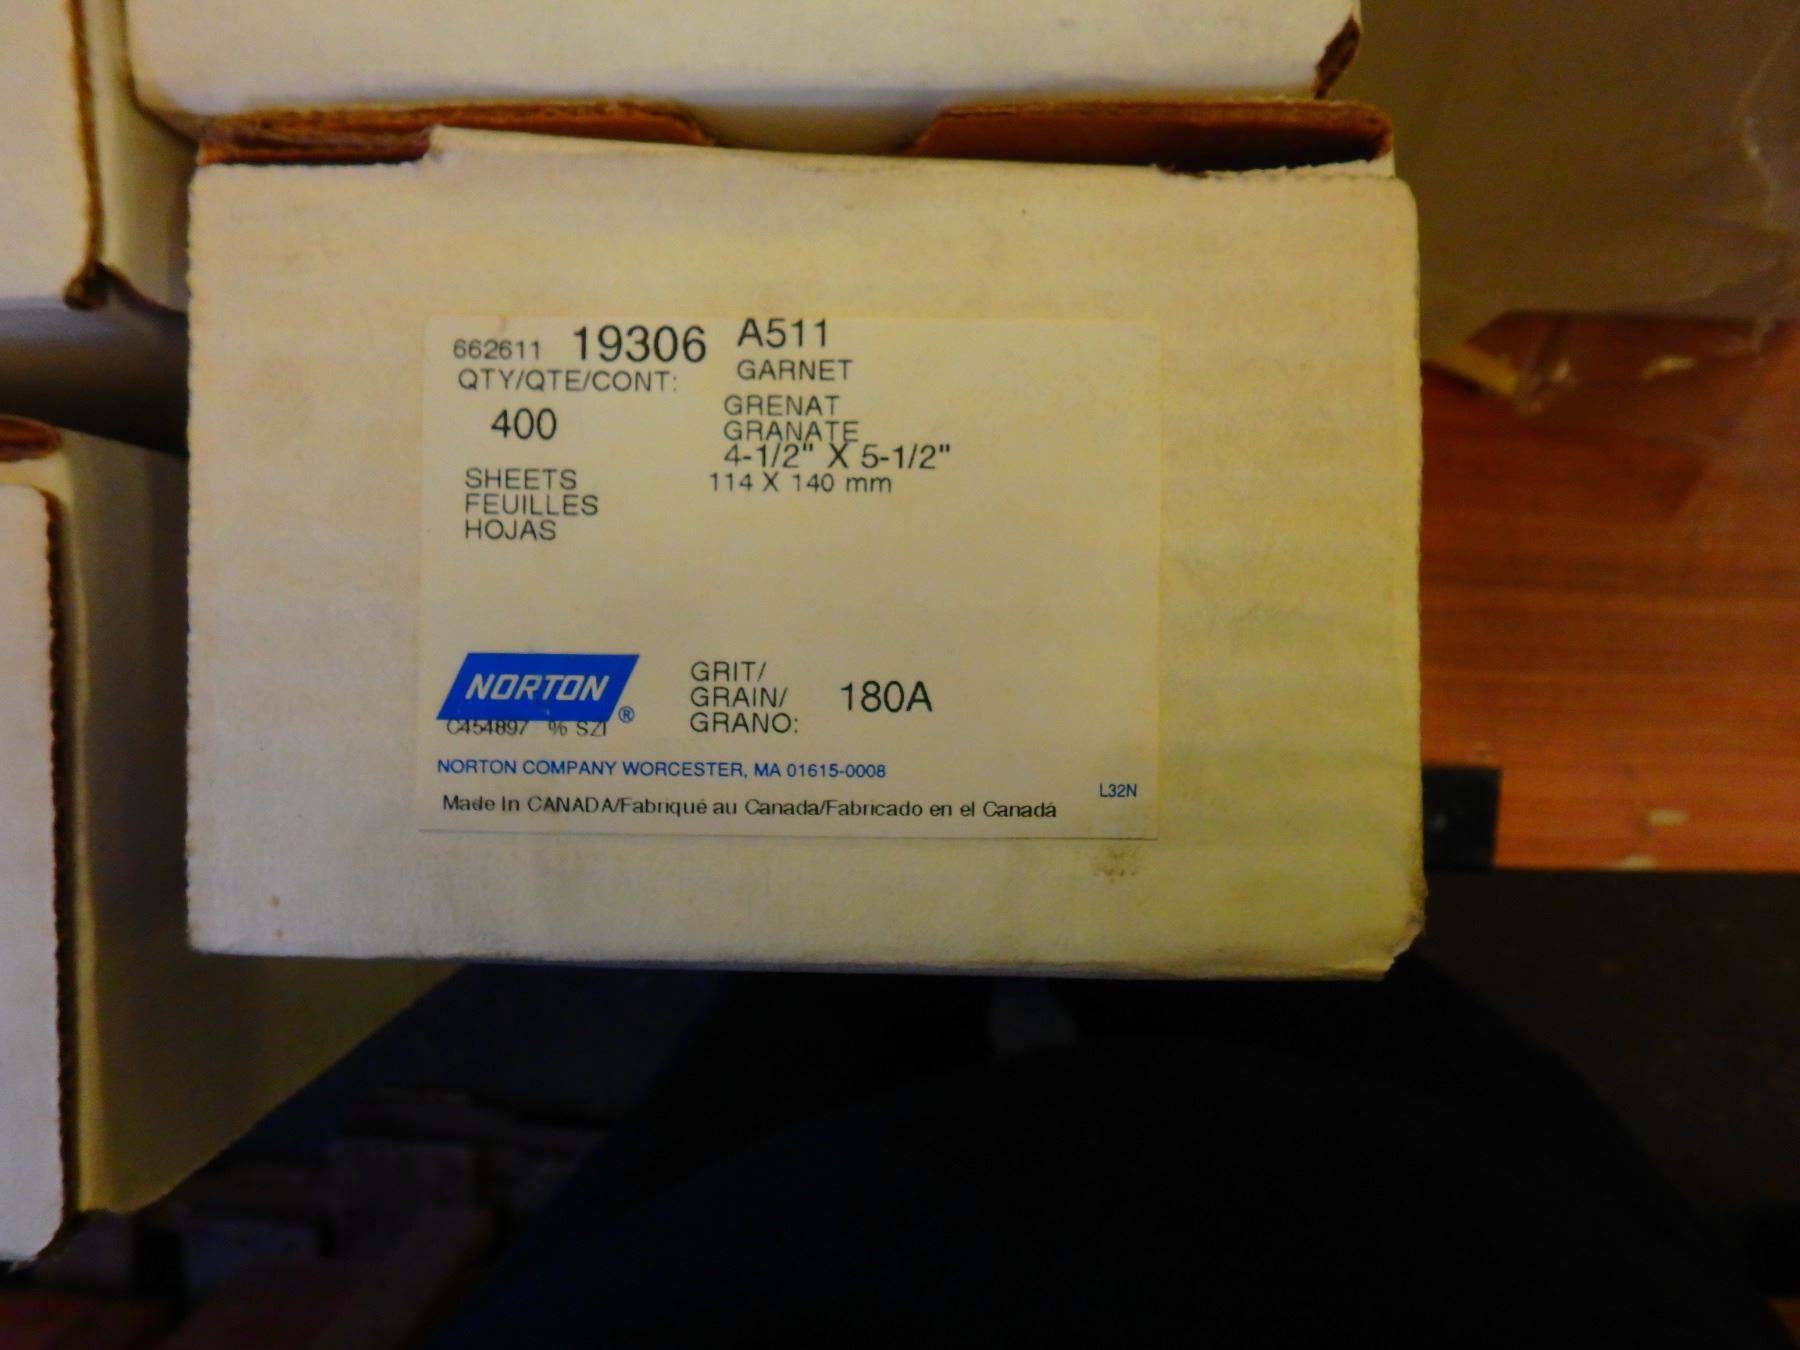 662611 19306 A511
QTY/QTE/CONT: GARNET
400 GRENAT
GRANATE
4-1/2" X 5-1/2"
SHEETS 114 X 140 mm
FEUILLES
HOJAS
NORTON ® GRIT/
GRAIN/ 180A
GRANO:
C454897 % SZI
NORTON COMPANY WORCESTER, MA 01615-0008
L32N
Made In CANADA/Fabriqué au Canada/Fabricado en el Canadá